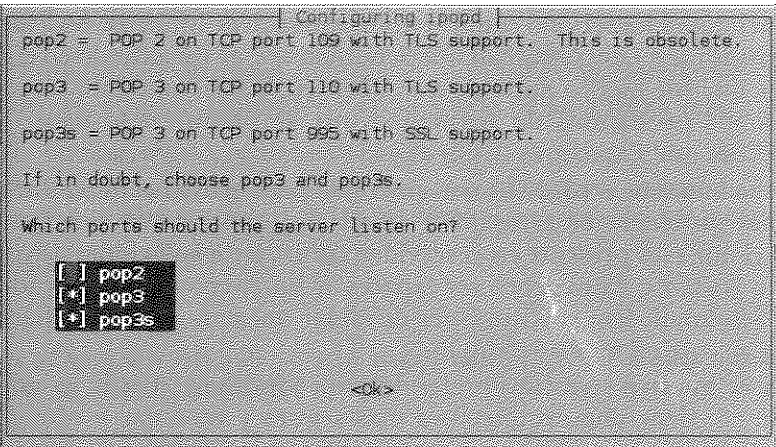 Configuring ipopd
pop2 = POP 2 on TCP port 109 with TLS support. This is obsolete.
pop3 = POP 3 on TCP port 110 with TLS support.
pop3s = POP 3 on TCP port 995 with SSL support.
If in doubt, choose pop3 and pop3s.
Which ports should the server listen on?
[ ] pop2
[*] pop3
[*] pop3s
<Ok>